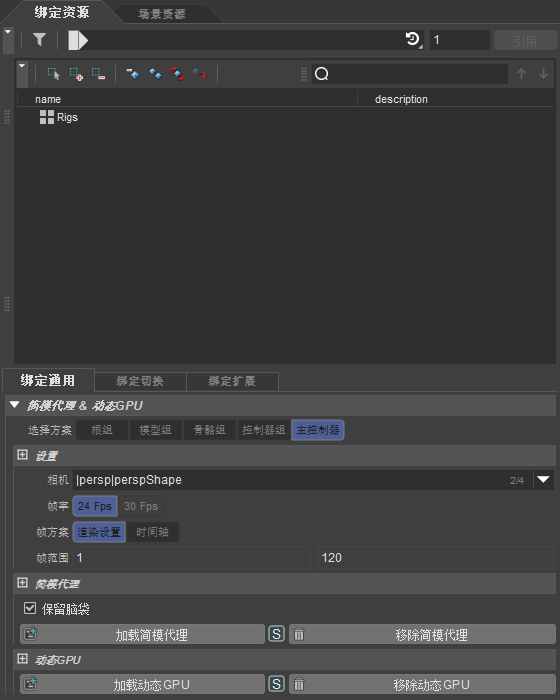 绑定资源 场景资源
1 引用
name description
Rigs
绑定通用 绑定切换 绑定扩展
简模代理 & 动态GPU
选择方案 根组 模型组 骨骼组 控制器组 主控制器
设置
相机 |persp|perspShape 2/4
帧率 24 Fps 30 Fps
帧方案 渲染设置 时间轴
帧范围 1 120
简模代理
保留脑袋
加载简模代理 S 移除简模代理
动态GPU
加载动态GPU S 移除动态GPU